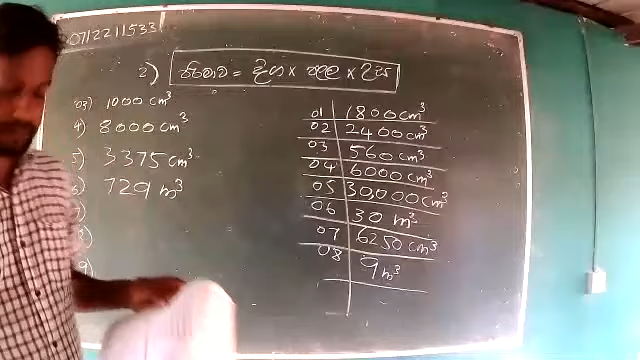 0712211533
2) පරිමාව = දිග × පළල × උස
03) 1000 cm³
4) 8000 cm³
5) 3375 cm³
6) 729 m³
7)
8)
9)
01 1800 cm³
02 2400 cm³
03 560 cm³
04 6000 cm³
05 30,000 cm³
06 30 m³
07 6250 cm³
08 9 m³